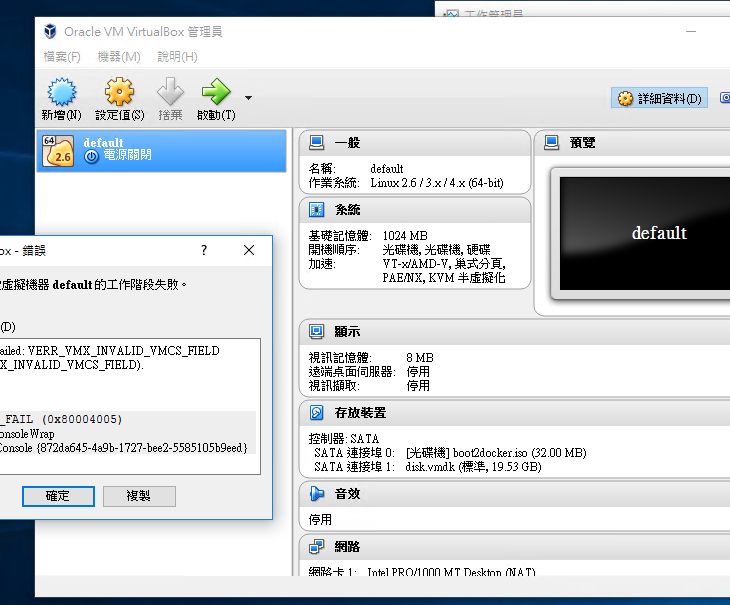 工作管理員
Oracle VM VirtualBox 管理員
檔案(F) 機器(M) 說明(H)
新增(N) 設定值(S) 捨棄 啟動(T) 詳細資料(D)
64
2.6
default
電源關閉
一般
名稱: default
作業系統: Linux 2.6 / 3.x / 4.x (64-bit)
系統
基礎記憶體: 1024 MB
開機順序: 光碟機, 光碟機, 硬碟
加速: VT-x/AMD-V, 巢式分頁,
PAE/NX, KVM 半虛擬化
預覽
default
顯示
視訊記憶體: 8 MB
遠端桌面伺服器: 停用
視訊擷取: 停用
存放裝置
控制器: SATA
SATA 連接埠 0: [光碟機] boot2docker.iso (32.00 MB)
SATA 連接埠 1: disk.vmdk (標準, 19.53 GB)
音效
停用
網路
網路卡 1: Intel PRO/1000 MT Desktop (NAT)
ox - 錯誤 ?
虛擬機器 default 的工作階段失敗。
(D)
ailed: VERR_VMX_INVALID_VMCS_FIELD
X_INVALID_VMCS_FIELD).
_FAIL (0x80004005)
onsoleWrap
Console {872da645-4a9b-1727-bee2-5585105b9eed}
確定 複製